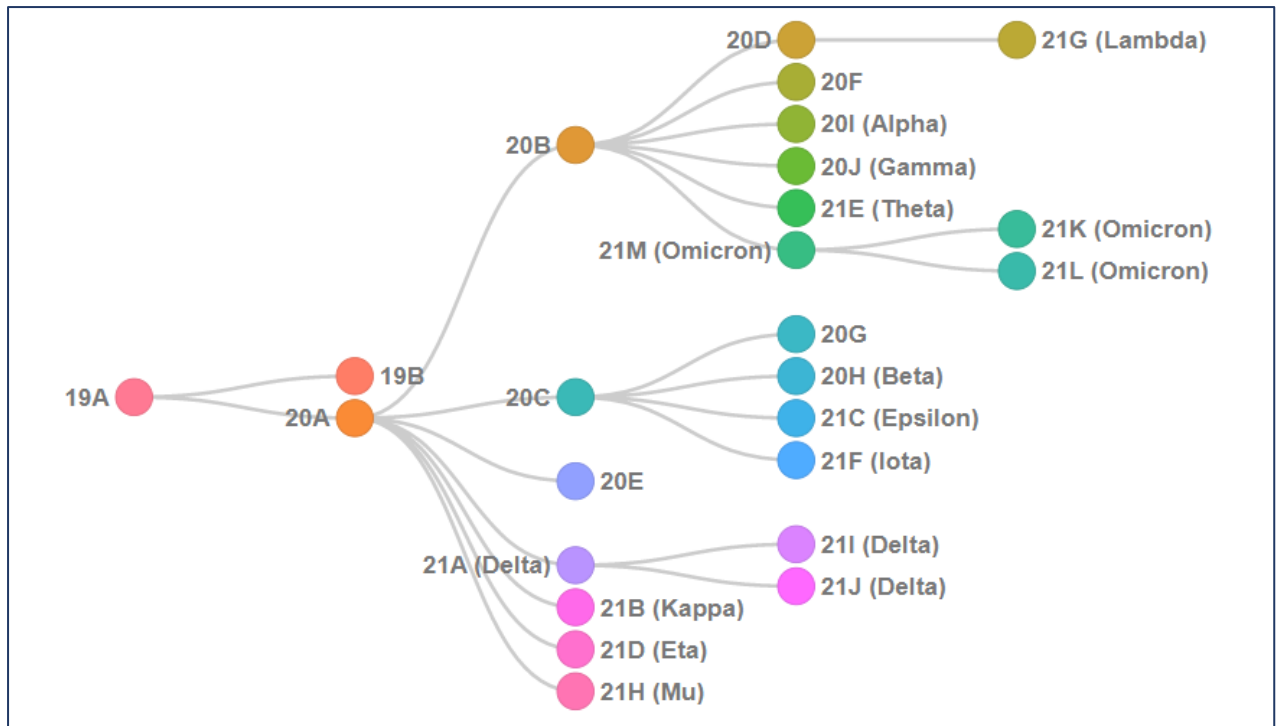 20D
21G (Lambda)
20F
20I (Alpha)
20B
20J (Gamma)
21E (Theta)
21M (Omicron)
21K (Omicron)
21L (Omicron)
20G
19B
20H (Beta)
19A
20C
20A
21C (Epsilon)
21F (Iota)
20E
21I (Delta)
21A (Delta)
21J (Delta)
21B (Kappa)
21D (Eta)
21H (Mu)